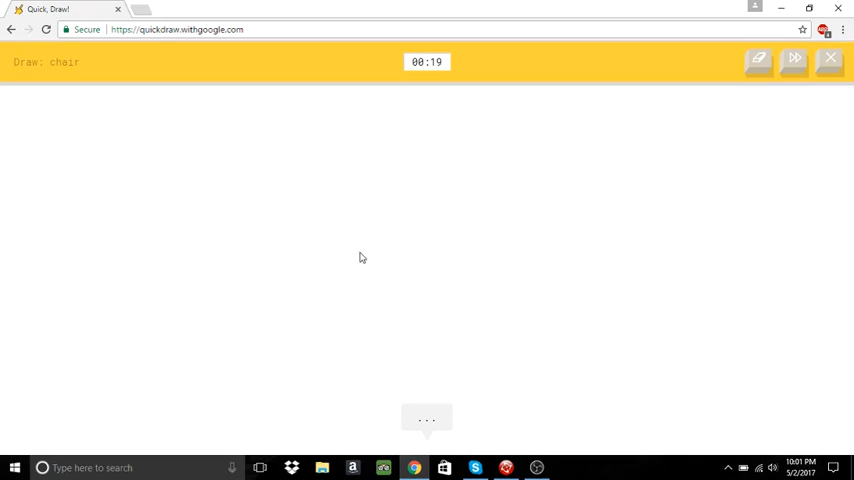 Quick, Draw!
Secure
https://quickdraw.withgoogle.com
Draw: chair
00:19
...
Type here to search
10:01 PM
5/2/2017